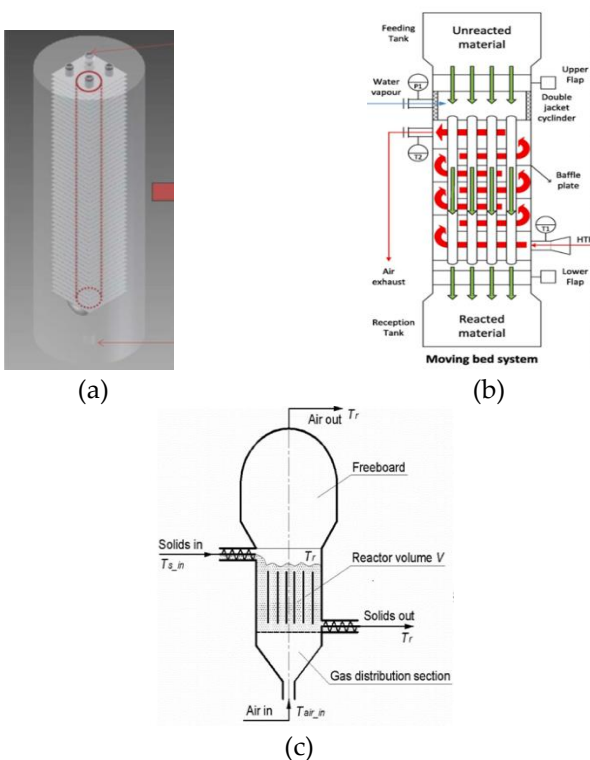 Feeding
Tank
Unreacted
material
P1
Water
vapour
Upper
Flap
Double
jacket
cylinder
T2
Baffle
plate
T1
HTF
Air
exhaust
Lower
Flap
Reception
Tank
Reacted
material
Moving bed system
(a)
(b)
Air out
Tr
Freeboard
Solids in
Ts_in
Tr
Reactor volume V
Solids out
Tr
Gas distribution section
Air in
Tair_in
(c)